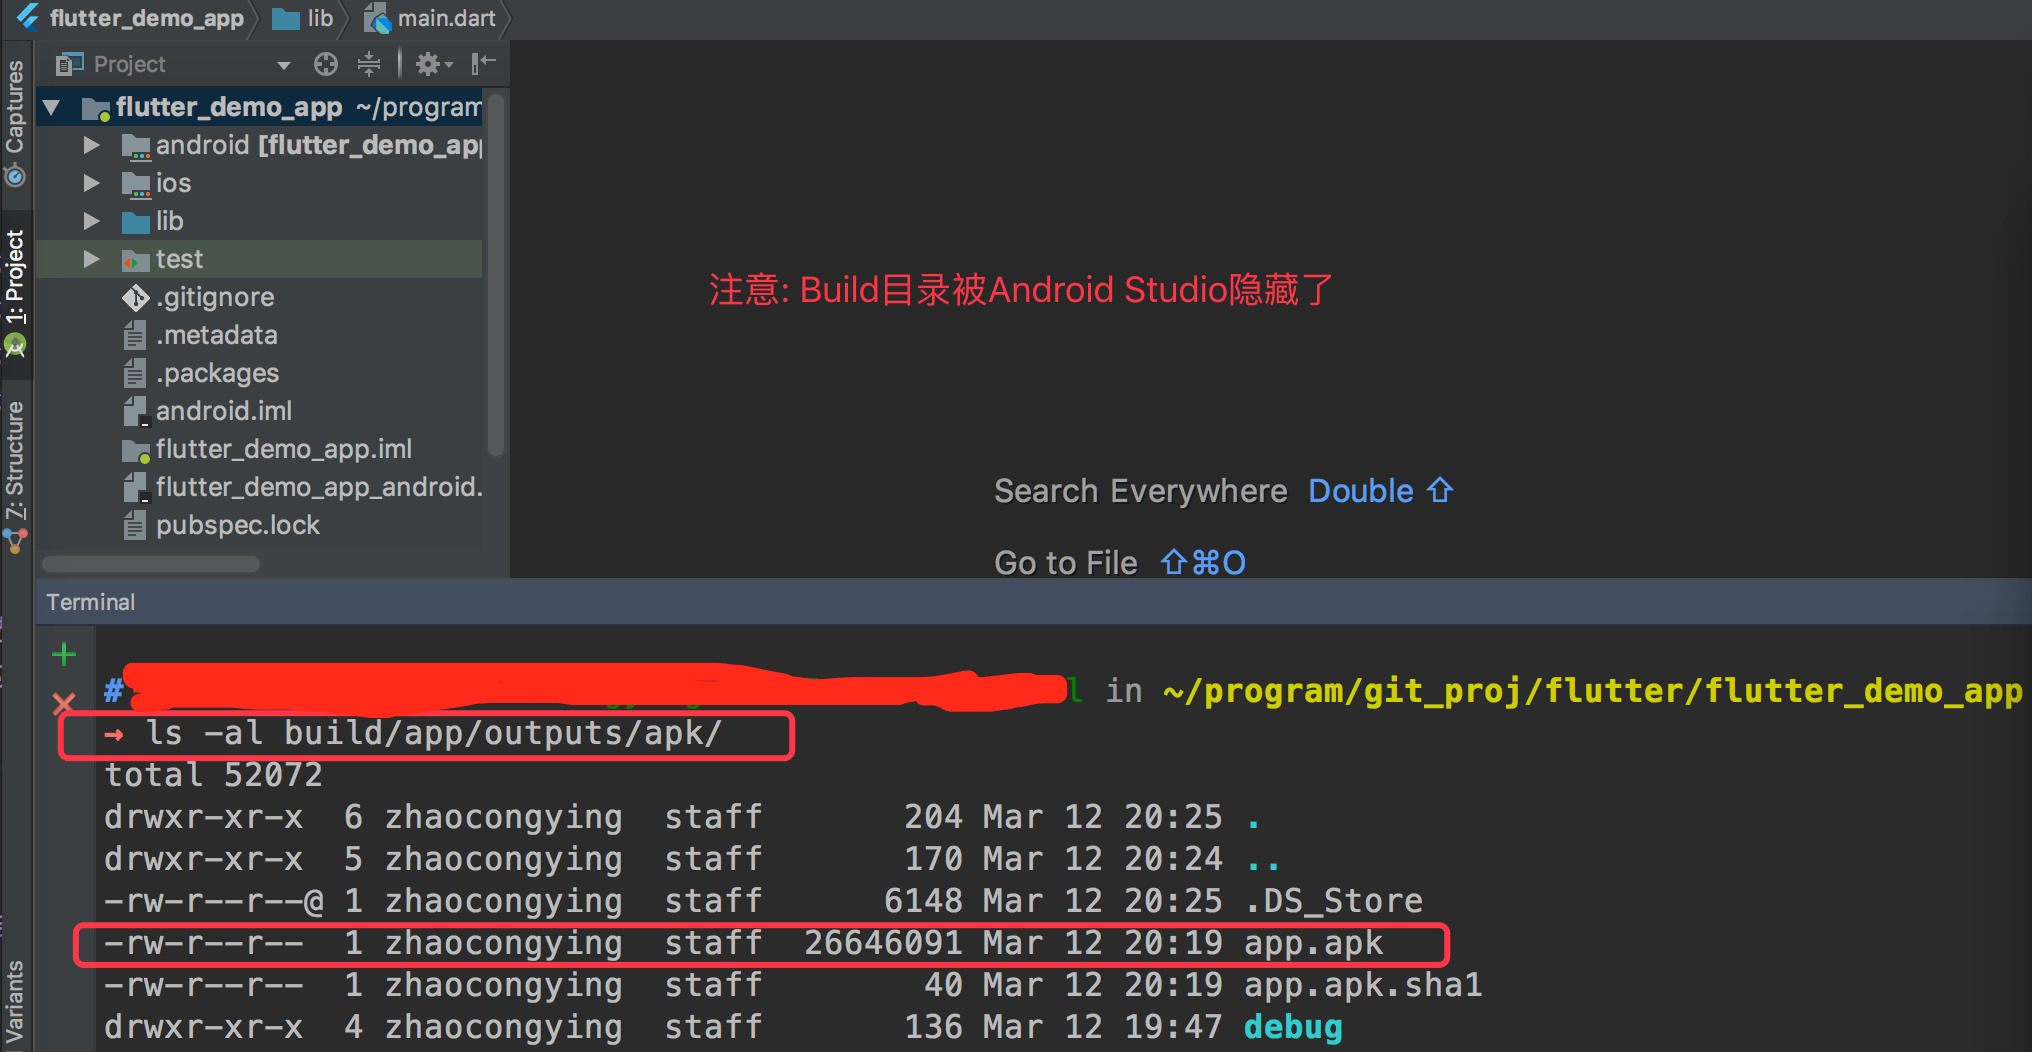 flutter_demo_app lib main.dart
Project
Captures
1: Project
7: Structure
Variants
flutter_demo_app ~/program
android [flutter_demo_app
ios
lib
test
.gitignore
.metadata
.packages
android.iml
flutter_demo_app.iml
flutter_demo_app_android.
pubspec.lock
注意: Build目录被Android Studio隐藏了
Search Everywhere Double ⇧
Go to File ⇧⌘O
Terminal
# l in ~/program/git_proj/flutter/flutter_demo_app
→ ls -al build/app/outputs/apk/
total 52072
drwxr-xr-x 6 zhaocongying staff 204 Mar 12 20:25 .
drwxr-xr-x 5 zhaocongying staff 170 Mar 12 20:24 ..
-rw-r--r--@ 1 zhaocongying staff 6148 Mar 12 20:25 .DS_Store
-rw-r--r-- 1 zhaocongying staff 26646091 Mar 12 20:19 app.apk
-rw-r--r-- 1 zhaocongying staff 40 Mar 12 20:19 app.apk.sha1
drwxr-xr-x 4 zhaocongying staff 136 Mar 12 19:47 debug